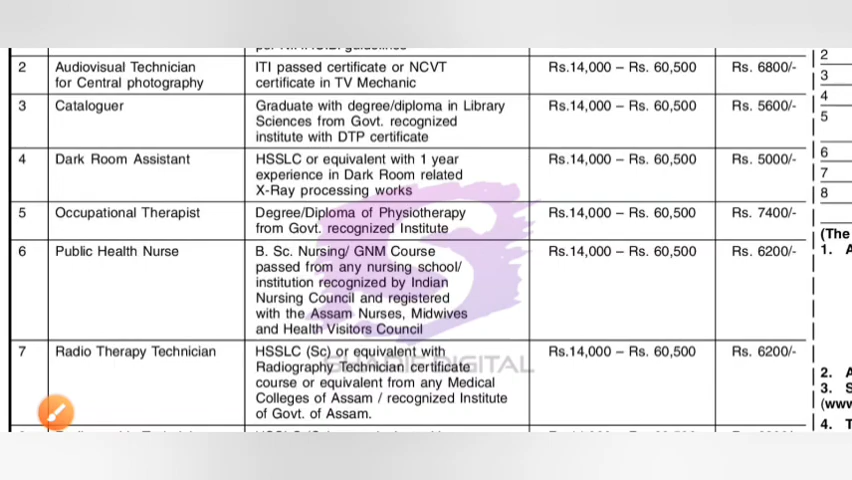 2 Audiovisual Technician ITI passed certificate or NCVT Rs.14,000 – Rs. 60,500 Rs. 6800/-
for Central photography certificate in TV Mechanic
3 Cataloguer Graduate with degree/diploma in Library Rs.14,000 – Rs. 60,500 Rs. 5600/-
Sciences from Govt. recognized
institute with DTP certificate
4 Dark Room Assistant HSSLC or equivalent with 1 year Rs.14,000 – Rs. 60,500 Rs. 5000/-
experience in Dark Room related
X-Ray processing works
5 Occupational Therapist Degree/Diploma of Physiotherapy Rs.14,000 – Rs. 60,500 Rs. 7400/-
from Govt. recognized Institute
6 Public Health Nurse B. Sc. Nursing/ GNM Course Rs.14,000 – Rs. 60,500 Rs. 6200/-
passed from any nursing school/
institution recognized by Indian
Nursing Council and registered
with the Assam Nurses, Midwives
and Health Visitors Council
7 Radio Therapy Technician HSSLC (Sc) or equivalent with Rs.14,000 – Rs. 60,500 Rs. 6200/-
Radiography Technician certificate
course or equivalent from any Medical
Colleges of Assam / recognized Institute
of Govt. of Assam.
DIGITAL
2
3
4
5
6
7
8
(The
1. A
2. A
3. S
(www
4. T